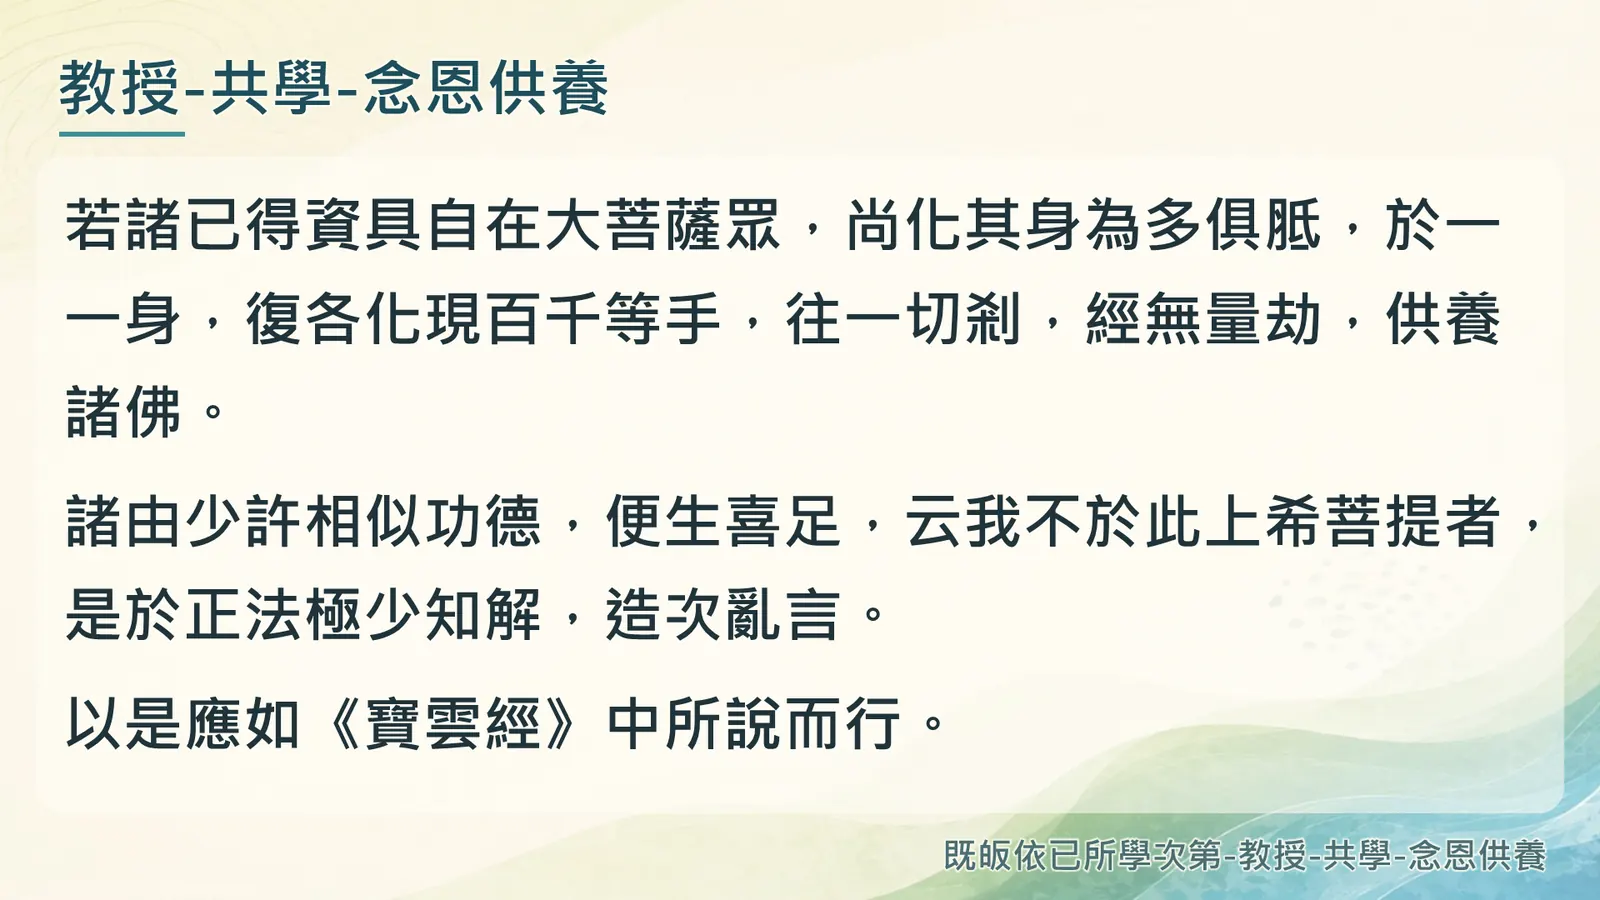 教授-共學-念恩供養
若諸已得資具自在大菩薩眾，尚化其身為多俱胝，於一
一身，復各化現百千等手，往一切剎，經無量劫，供養
諸佛。
諸由少許相似功德，便生喜足，云我不於此上希菩提者，
是於正法極少知解，造次亂言。
以是應如《寶雲經》中所說而行。
既皈依已所學次第-教授-共學-念恩供養